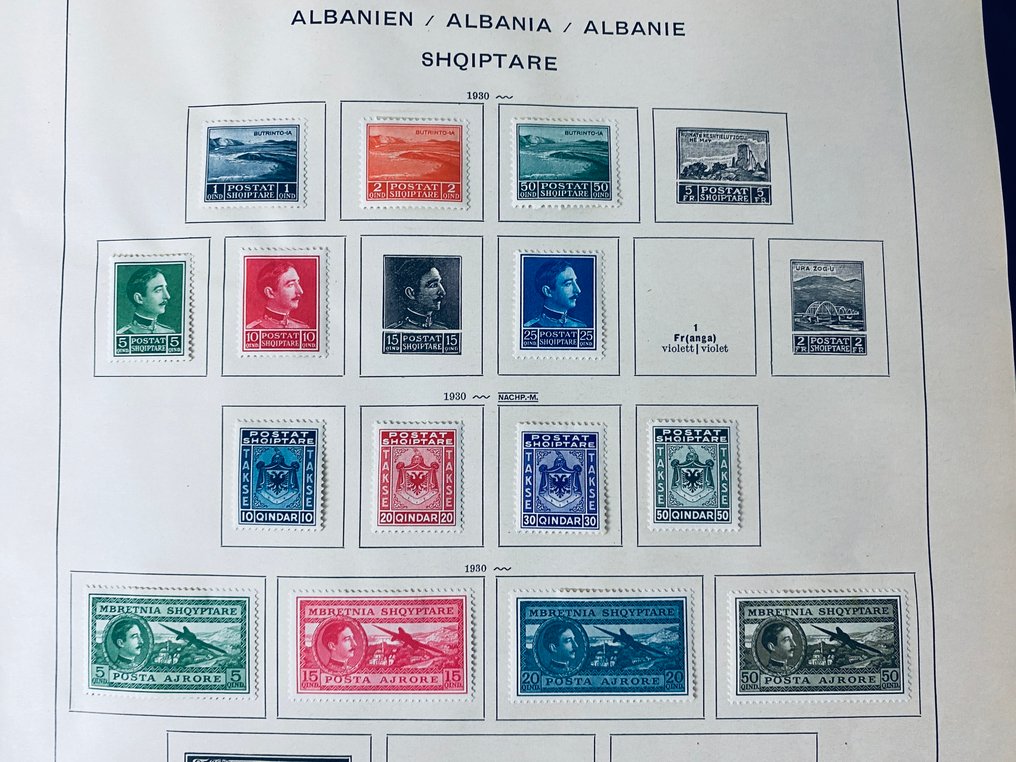 ALBANIEN / ALBANIA / ALBANIE
SHQIPTARE
1930
BUTRINTO-IA
1 POSTAT 1
QIND SHQIPTARE QIND
BUTRINTO-IA
2 POSTAT 2
QIND SHQIPTARE QIND
BUTRINTO-IA
50 POSTAT 50
QIND SHQIPTARE QIND
5 POSTAT 5
FR SHQIPTARE FR
5 POSTAT 5
QIND SHQIPTARE QIND
10 POSTAT 10
QIND SHQIPTARE QIND
15 POSTAT 15
QIND SHQIPTARE QIND
25 POSTAT 25
QIND SHQIPTARE QIND
1
Fr(anga)
violett | violet
URA ZOG-U
2 POSTAT 2
FR SHQIPTARE FR
1930 NACHP.-M.
POSTAT
SHQIPTARE
TAKSE TAKSE
10 QINDAR 10
POSTAT
SHQIPTARE
TAKSE TAKSE
20 QINDAR 20
POSTAT
SHQIPTARE
TAKSE TAKSE
30 QINDAR 30
POSTAT
SHQIPTARE
TAKSE TAKSE
50 QINDAR 50
1930
MBRETNIA SHQYPTARE
5 5
QIND. POSTA AJRORE QIND.
MBRETNIA SHQYPTARE
15 15
QIND. POSTA AJRORE QIND.
MBRETNIA SHQYPTARE
20 20
QIND. POSTA AJRORE QIND.
MBRETNIA SHQYPTARE
50 50
QIND. POSTA AJRORE QIND.